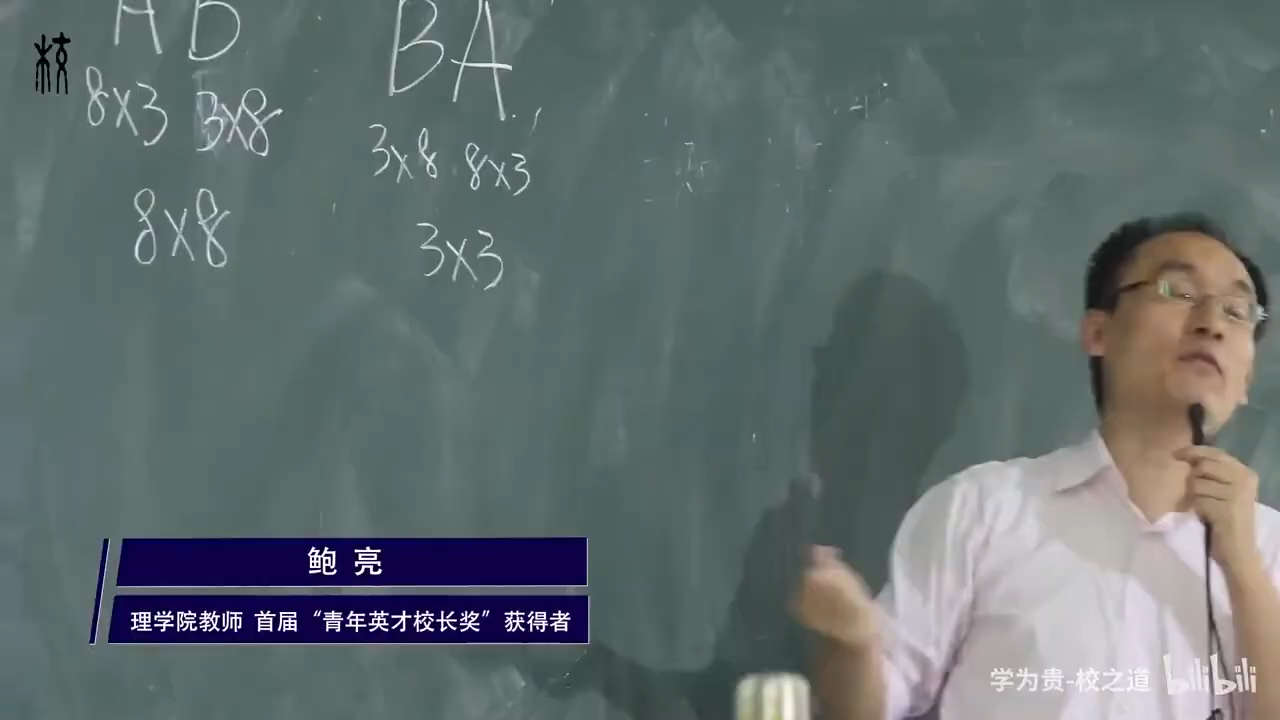 校
A B
BA
8x3 3x8
3x8 8x3
8x8
3x3
鲍 亮
理学院教师 首届“青年英才校长奖”获得者
学为贵-校之道 bilibili